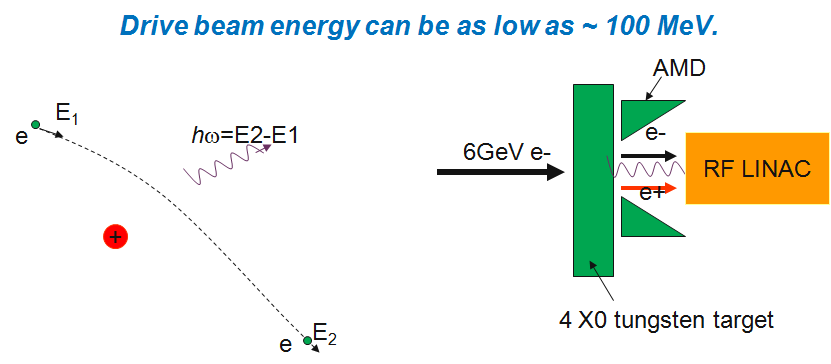 Drive beam energy can be as low as ~ 100 MeV.
e
E1
hω=E2-E1
+
e
E2
AMD
6GeV e-
e-
e+
RF LINAC
4 X0 tungsten target